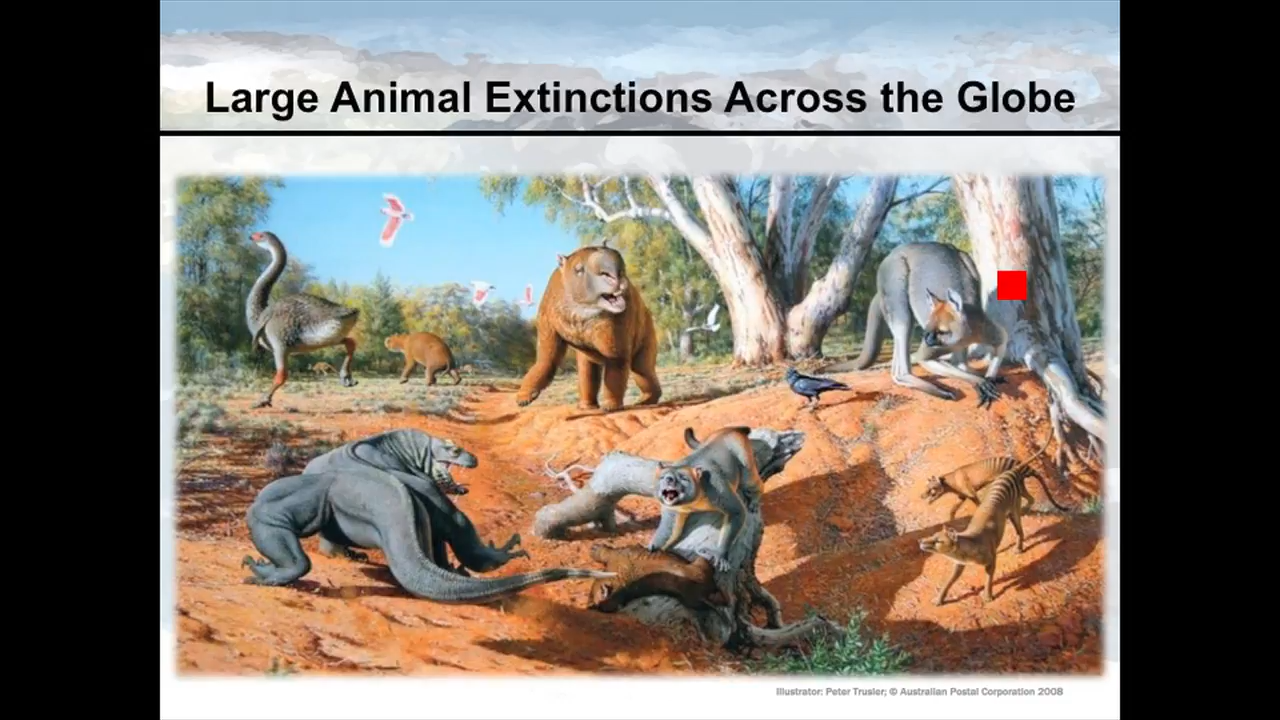 Large Animal Extinctions Across the Globe
Illustrator: Peter Trusler; © Australian Postal Corporation 2008